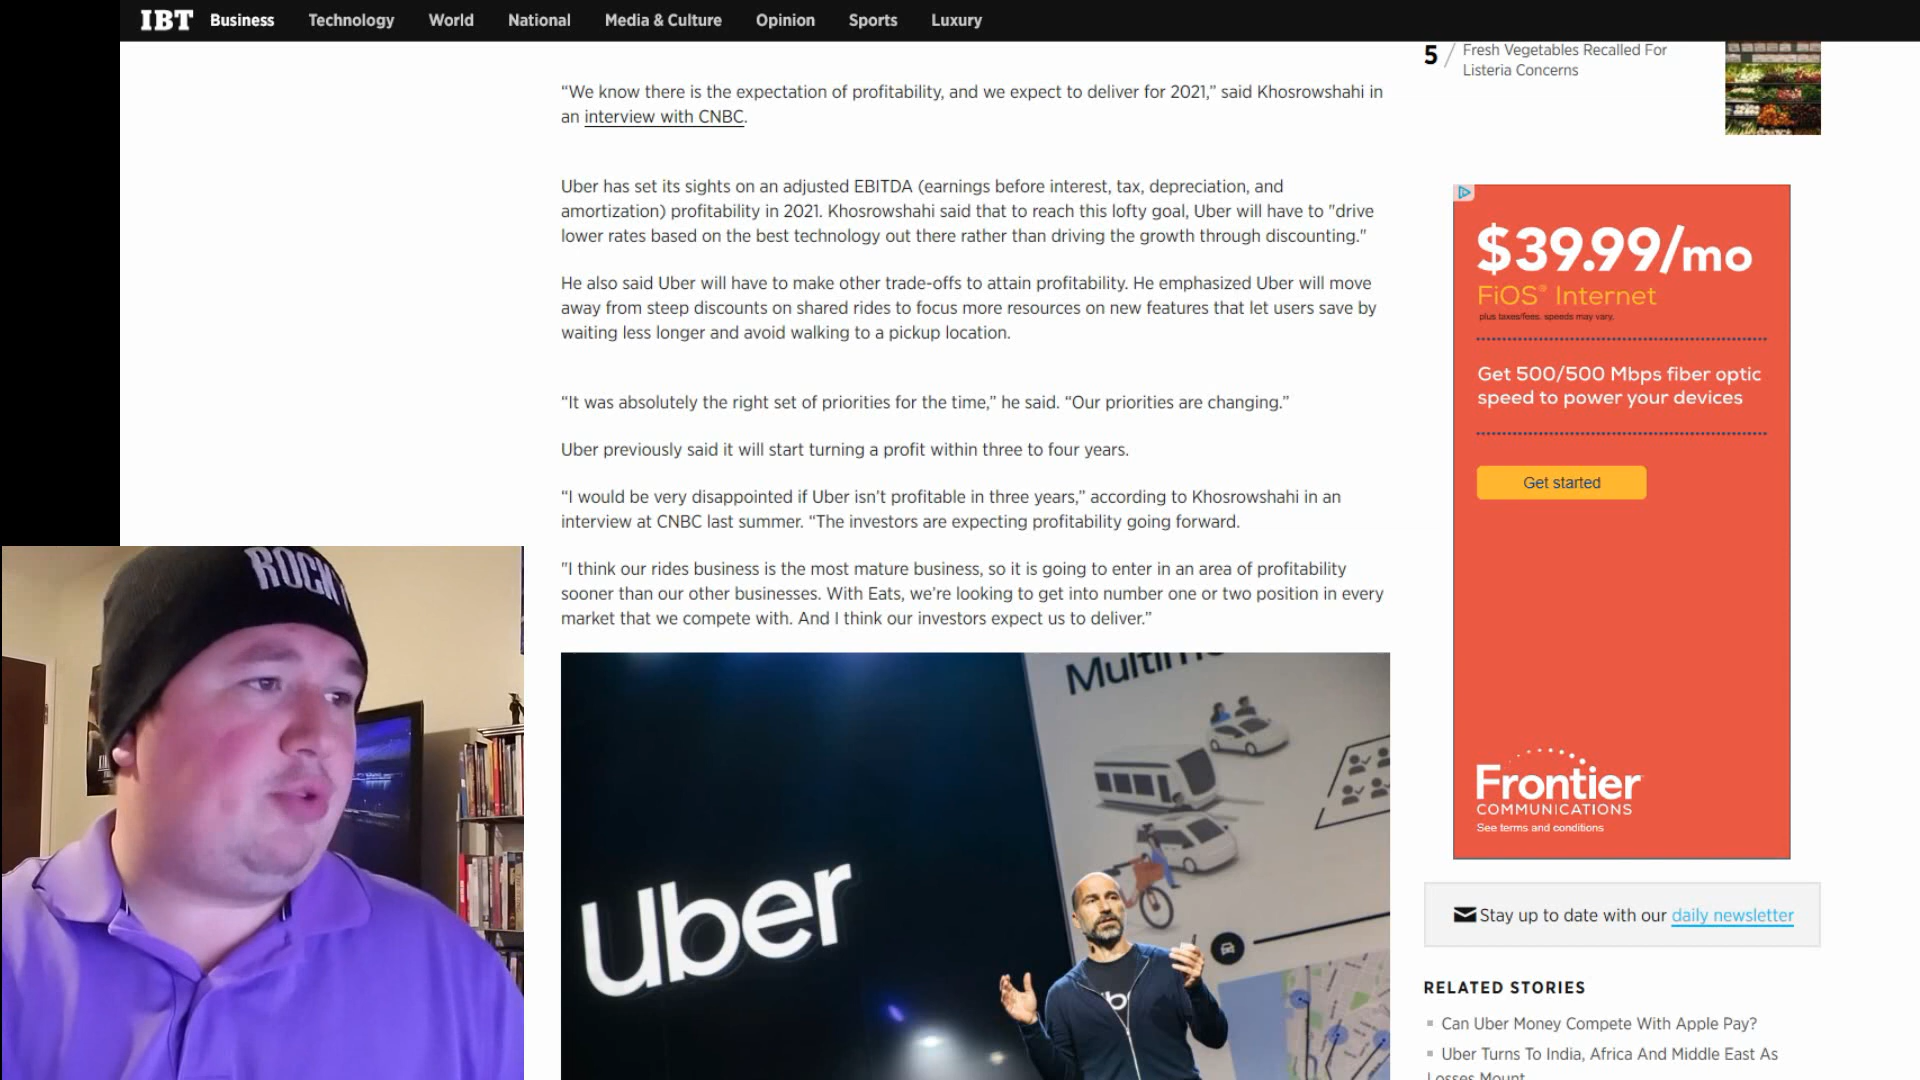 IBT Business Technology World National Media & Culture Opinion Sports Luxury
“We know there is the expectation of profitability, and we expect to deliver for 2021,” said Khosrowshahi in
an interview with CNBC.
Uber has set its sights on an adjusted EBITDA (earnings before interest, tax, depreciation, and
amortization) profitability in 2021. Khosrowshahi said that to reach this lofty goal, Uber will have to "drive
lower rates based on the best technology out there rather than driving the growth through discounting."
He also said Uber will have to make other trade-offs to attain profitability. He emphasized Uber will move
away from steep discounts on shared rides to focus more resources on new features that let users save by
waiting less longer and avoid walking to a pickup location.
“It was absolutely the right set of priorities for the time,” he said. “Our priorities are changing.”
Uber previously said it will start turning a profit within three to four years.
“I would be very disappointed if Uber isn’t profitable in three years,” according to Khosrowshahi in an
interview at CNBC last summer. “The investors are expecting profitability going forward.
"I think our rides business is the most mature business, so it is going to enter in an area of profitability
sooner than our other businesses. With Eats, we’re looking to get into number one or two position in every
market that we compete with. And I think our investors expect us to deliver.”
Uber
5 / Fresh Vegetables Recalled For
Listeria Concerns
$39.99/mo
FiOS® Internet
plus taxes/fees. speeds may vary.
Get 500/500 Mbps fiber optic
speed to power your devices
Get started
Frontier
COMMUNICATIONS
See terms and conditions
Stay up to date with our daily newsletter
RELATED STORIES
Can Uber Money Compete With Apple Pay?
Uber Turns To India, Africa And Middle East As
Losses Mount
ROCKY